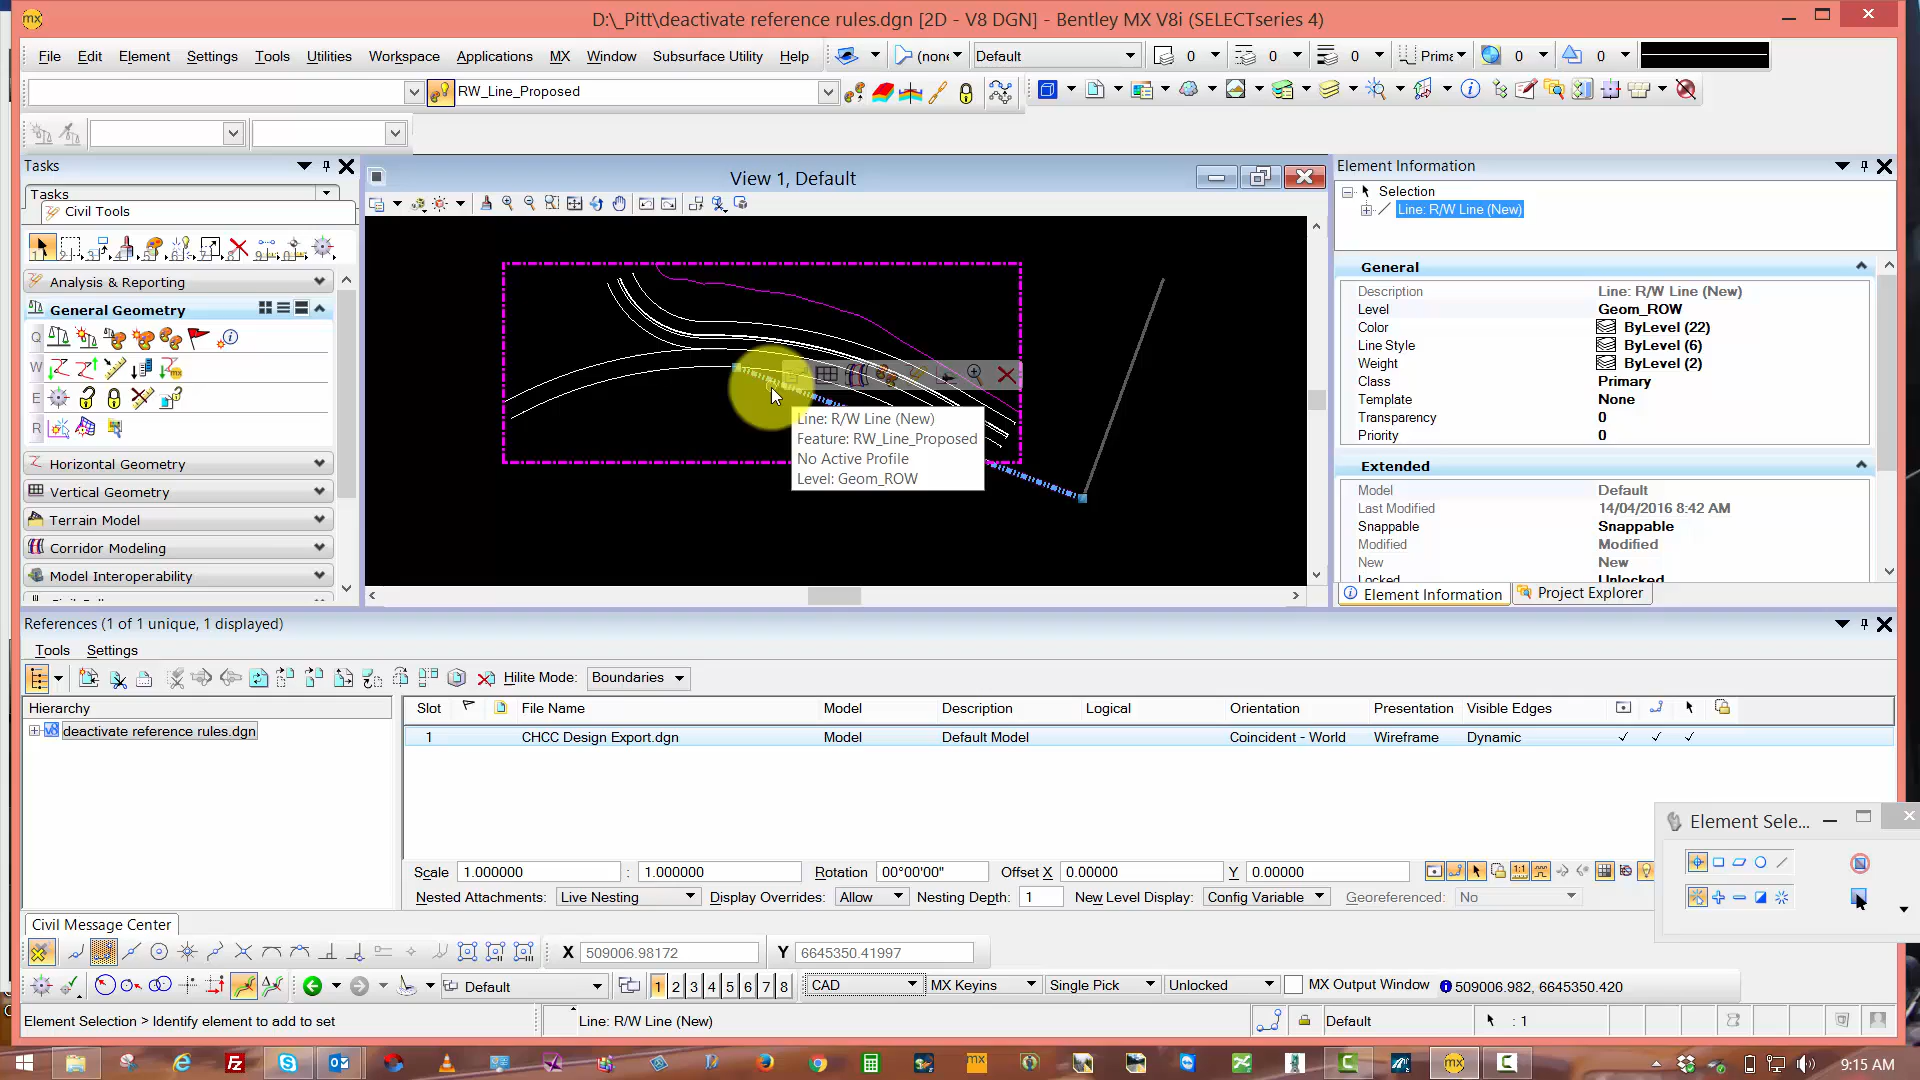 D:\_Pitt\deactivate reference rules.dgn [2D - V8 DGN] - Bentley MX V8i (SELECTseries 4)
File Edit Element Settings Tools Utilities Workspace Applications MX Window Subsurface Utility Help
(none Default 0 0 0 Prima 0 0
RW_Line_Proposed
Tasks
Tasks
Civil Tools
Analysis & Reporting
General Geometry
Q
W
E
R
Horizontal Geometry
Vertical Geometry
Terrain Model
Corridor Modeling
Model Interoperability
View 1, Default
Line: R/W Line (New)
Feature: RW_Line_Proposed
No Active Profile
Level: Geom_ROW
Element Information
Selection
Line: R/W Line (New)
General
Description Line: R/W Line (New)
Level Geom_ROW
Color ByLevel (22)
Line Style ByLevel (6)
Weight ByLevel (2)
Class Primary
Template None
Transparency 0
Priority 0
Extended
Model Default
Last Modified 14/04/2016 8:42 AM
Snappable Snappable
Modified Modified
New New
Locked Unlocked
Element Information Project Explorer
References (1 of 1 unique, 1 displayed)
Tools Settings
Hilite Mode: Boundaries
Hierarchy
deactivate reference rules.dgn
Slot File Name Model Description Logical Orientation Presentation Visible Edges
1 CHCC Design Export.dgn Model Default Model Coincident - World Wireframe Dynamic
Element Sele...
Scale 1.000000 : 1.000000 Rotation 00°00'00" Offset X 0.00000 Y 0.00000
Nested Attachments: Live Nesting Display Overrides: Allow Nesting Depth: 1 New Level Display: Config Variable Georeferenced: No
Civil Message Center
X 509006.98172 Y 6645350.41997
Default 1 2 3 4 5 6 7 8 CAD MX Keyins Single Pick Unlocked MX Output Window 509006.982, 6645350.420
Element Selection > Identify element to add to set Line: R/W Line (New) Default : 1
9:15 AM